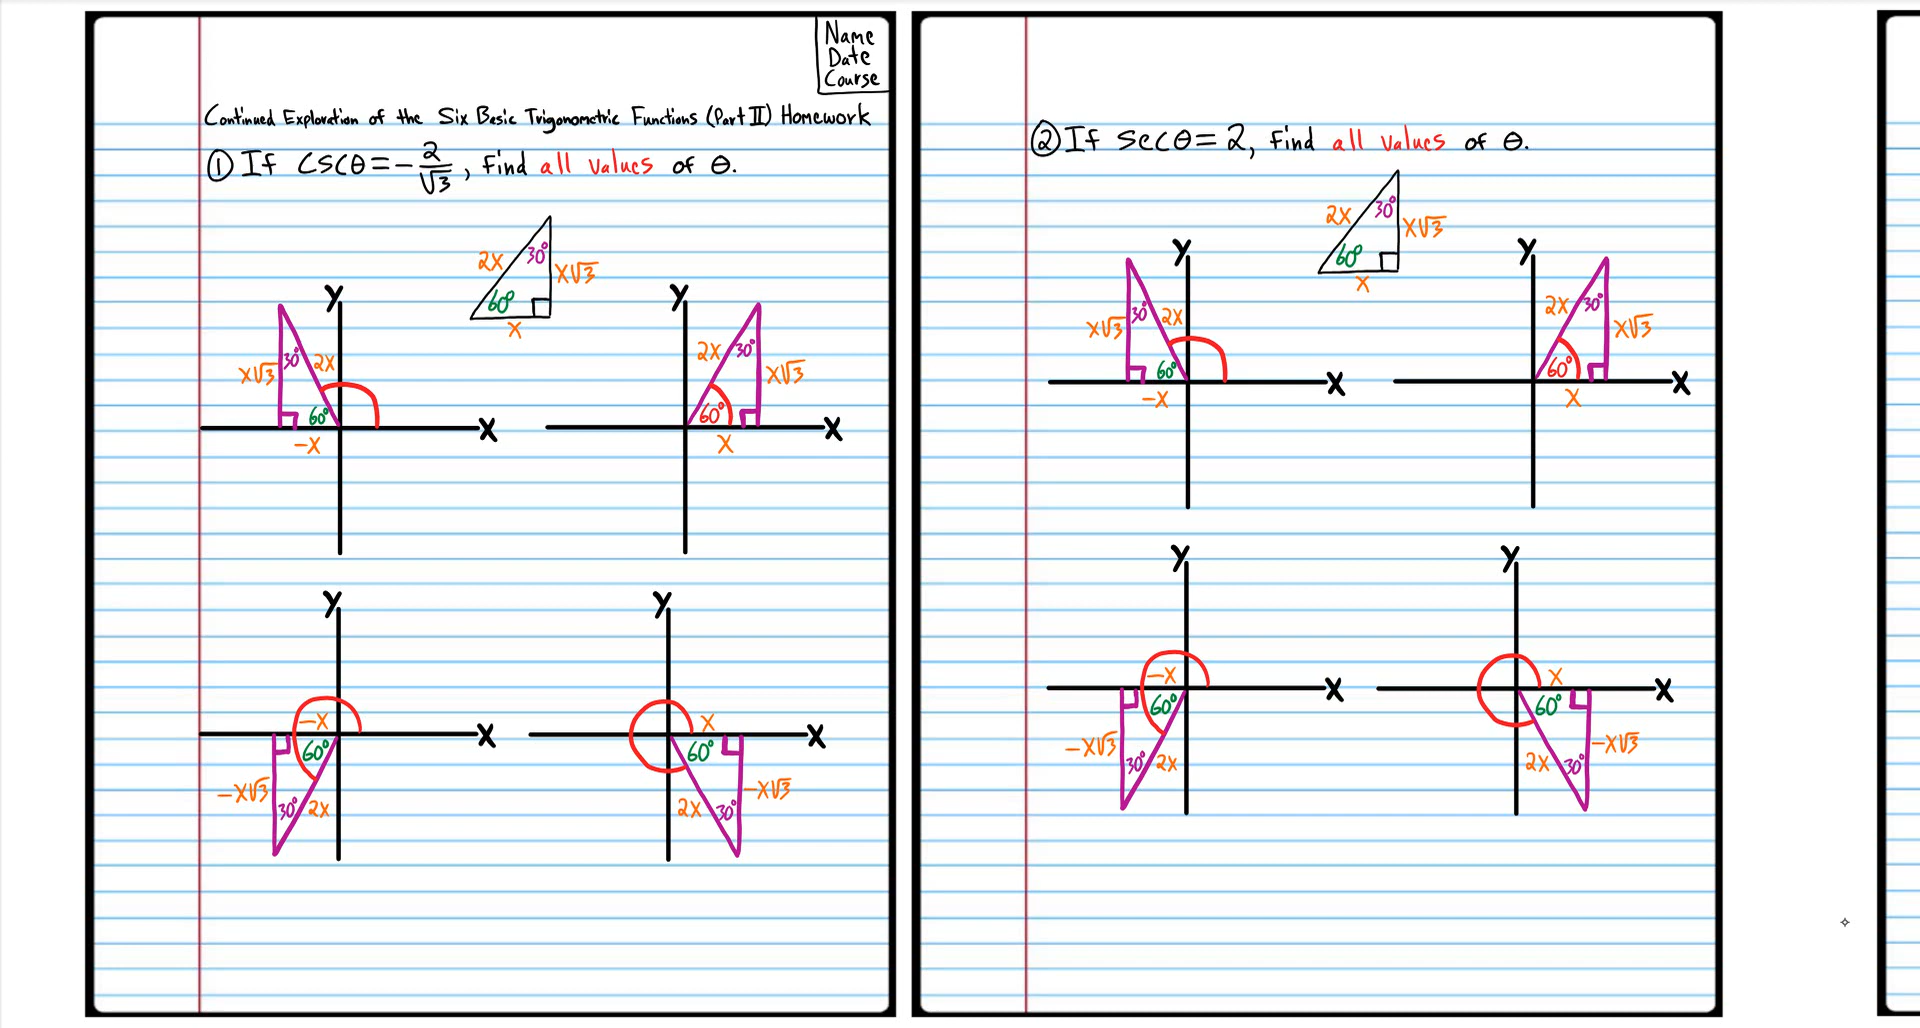 Name
Date
Course
Continued Exploration of the Six Basic Trigonometric Functions (Part II) Homework
① If cscθ = -2/√3, find all values of θ.
2x 30° x√3
60°
x
y
x√3 30° 2x
60°
-x
x
y
2x 30° x√3
60°
x
x
y
-x
60°
-x√3
30° 2x
x
y
x
60°
-x√3
2x 30°
x
② If secθ = 2, find all values of θ.
2x 30° x√3
60°
x
y
x√3 30° 2x
60°
-x
x
y
2x 30° x√3
60°
x
x
y
-x
60°
-x√3
30° 2x
x
y
x
60°
-x√3
2x 30°
x